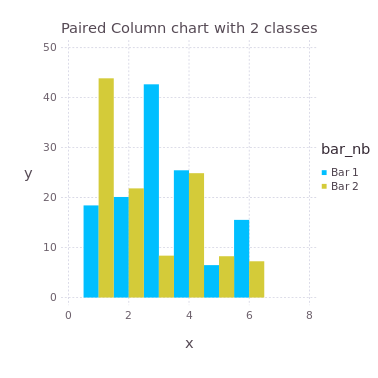 Paired Column chart with 2 classes
50
40
30
20
10
0
y
0 2 4 6 8
x
bar_nb
Bar 1
Bar 2